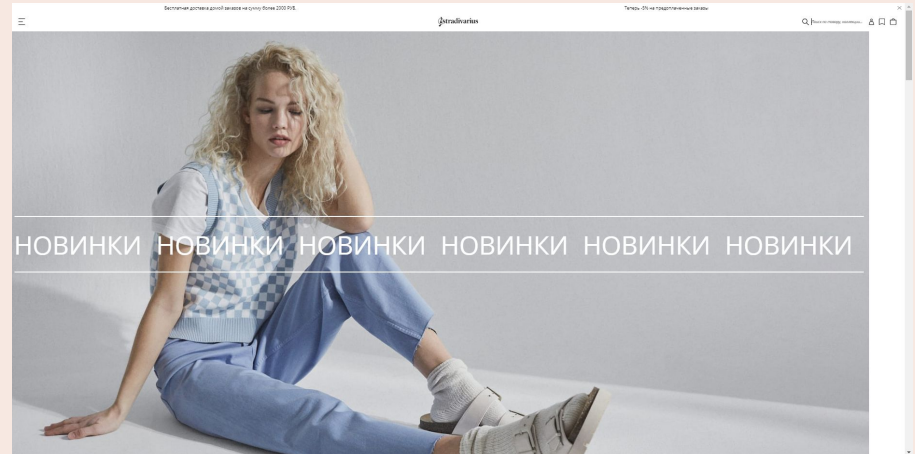 Бесплатная доставка домой заказов на сумму более 2000 РУБ.
Теперь -5% на предоплаченные заказы
stradivarius
НОВИНКИ НОВИНКИ НОВИНКИ НОВИНКИ НОВИНКИ НОВИНКИ